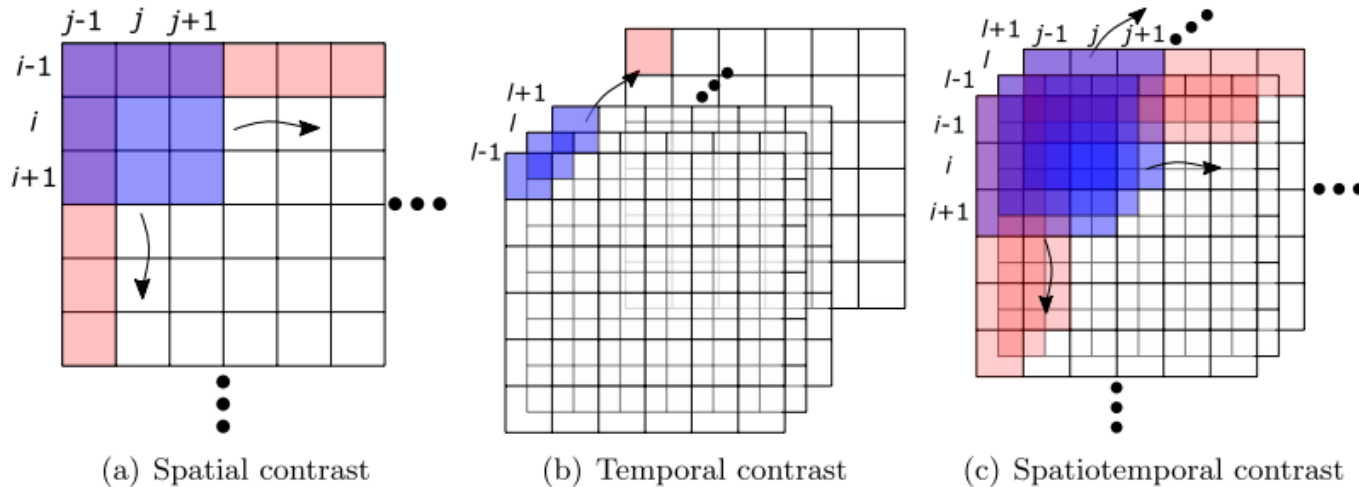 j-1 j j+1
i-1
i
i+1
(a) Spatial contrast
l+1
l
l-1
(b) Temporal contrast
l+1 j-1 j j+1
l
l-1
i-1
i
i+1
(c) Spatiotemporal contrast